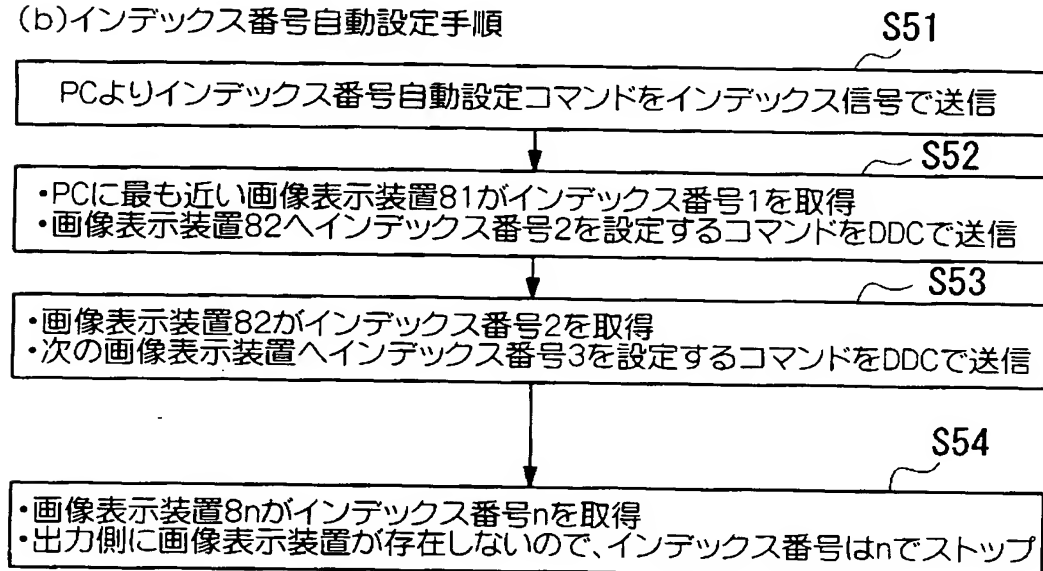 (b)インデックス番号自動設定手順
S51
PCよりインデックス番号自動設定コマンドをインデックス信号で送信
S52
・PCに最も近い画像表示装置81がインデックス番号1を取得
・画像表示装置82へインデックス番号2を設定するコマンドをDDCで送信
S53
・画像表示装置82がインデックス番号2を取得
・次の画像表示装置へインデックス番号3を設定するコマンドをDDCで送信
S54
・画像表示装置8nがインデックス番号nを取得
・出力側に画像表示装置が存在しないので、インデックス番号はnでストップ